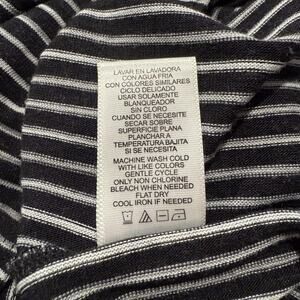 LAVAR EN LAVADORA
CON AGUA FRIA
CON COLORES SIMILARES
CICLO DELICADO
USAR SOLAMENTE
BLANQUEADOR
SIN CLORO
CUANDO SE NECESITE
SECAR SOBRE
SUPERFICIE PLANA
PLANCHAR A
TEMPERATURA BAJITA
SI SE NECESITA
MACHINE WASH COLD
WITH LIKE COLORS
GENTLE CYCLE
ONLY NON CHLORINE
BLEACH WHEN NEEDED
FLAT DRY
COOL IRON IF NEEDED